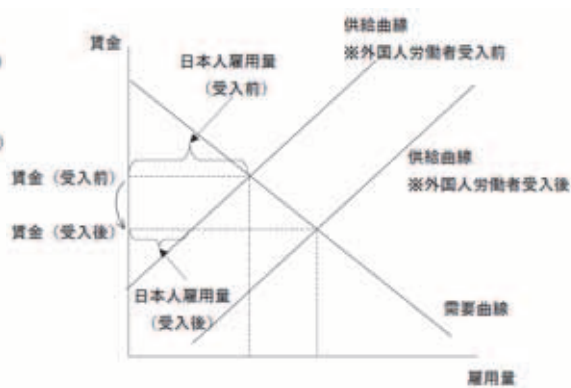 賃金
供給曲線
※外国人労働者受入前
日本人雇用量
(受入前)
供給曲線
※外国人労働者受入後
賃金（受入前）
賃金（受入後）
日本人雇用量
(受入後)
需要曲線
雇用量